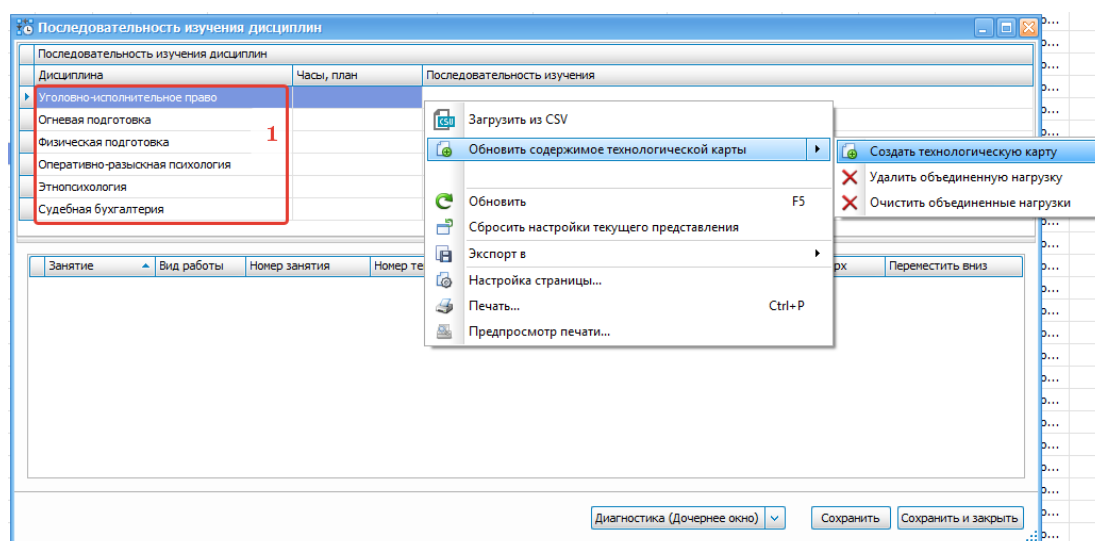 Последовательность изучения дисциплин
Последовательность изучения дисциплин
Дисциплина Часы, план Последовательность изучения
Уголовно-исполнительное право
Огневая подготовка
Физическая подготовка
Оперативно-разыскная психология
Этнопсихология
Судебная бухгалтерия
1
Загрузить из CSV
Обновить содержимое технологической карты
Обновить F5
Сбросить настройки текущего представления
Экспорт в
Настройка страницы...
Печать... Ctrl+P
Предпросмотр печати...
Создать технологическую карту
Удалить объединенную нагрузку
Очистить объединенные нагрузки
Занятие Вид работы Номер занятия Номер те рх Переместить вниз
Диагностика (Дочернее окно) Сохранить Сохранить и закрыть